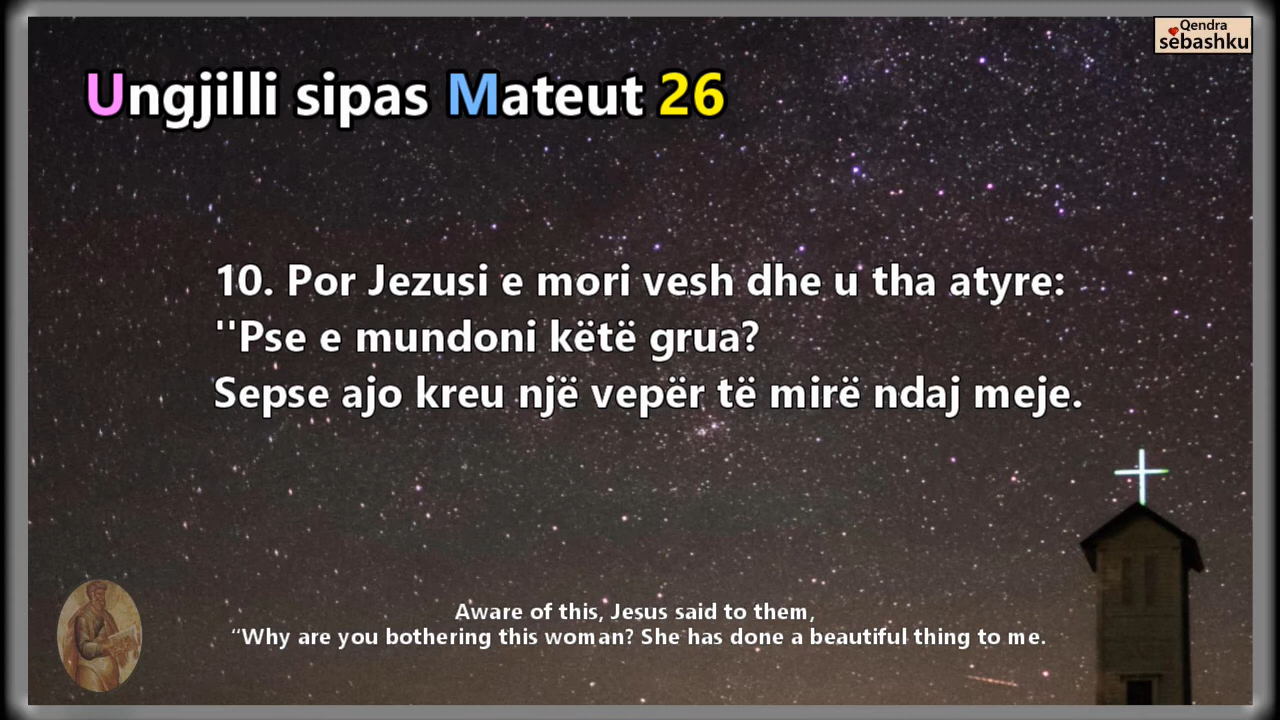 Qendra
sëbashku
Ungjilli sipas Mateut 26
10. Por Jezusi e mori vesh dhe u tha atyre:
''Pse e mundoni këtë grua?
Sepse ajo kreu një vepër të mirë ndaj meje.
Aware of this, Jesus said to them,
“Why are you bothering this woman? She has done a beautiful thing to me.